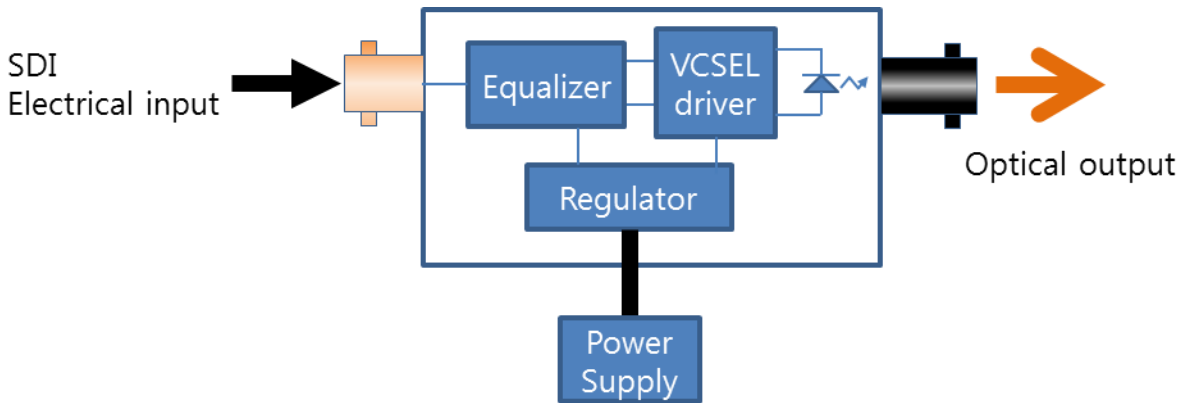 SDI
Electrical input
Equalizer
VCSEL
driver
Regulator
Optical output
Power
Supply